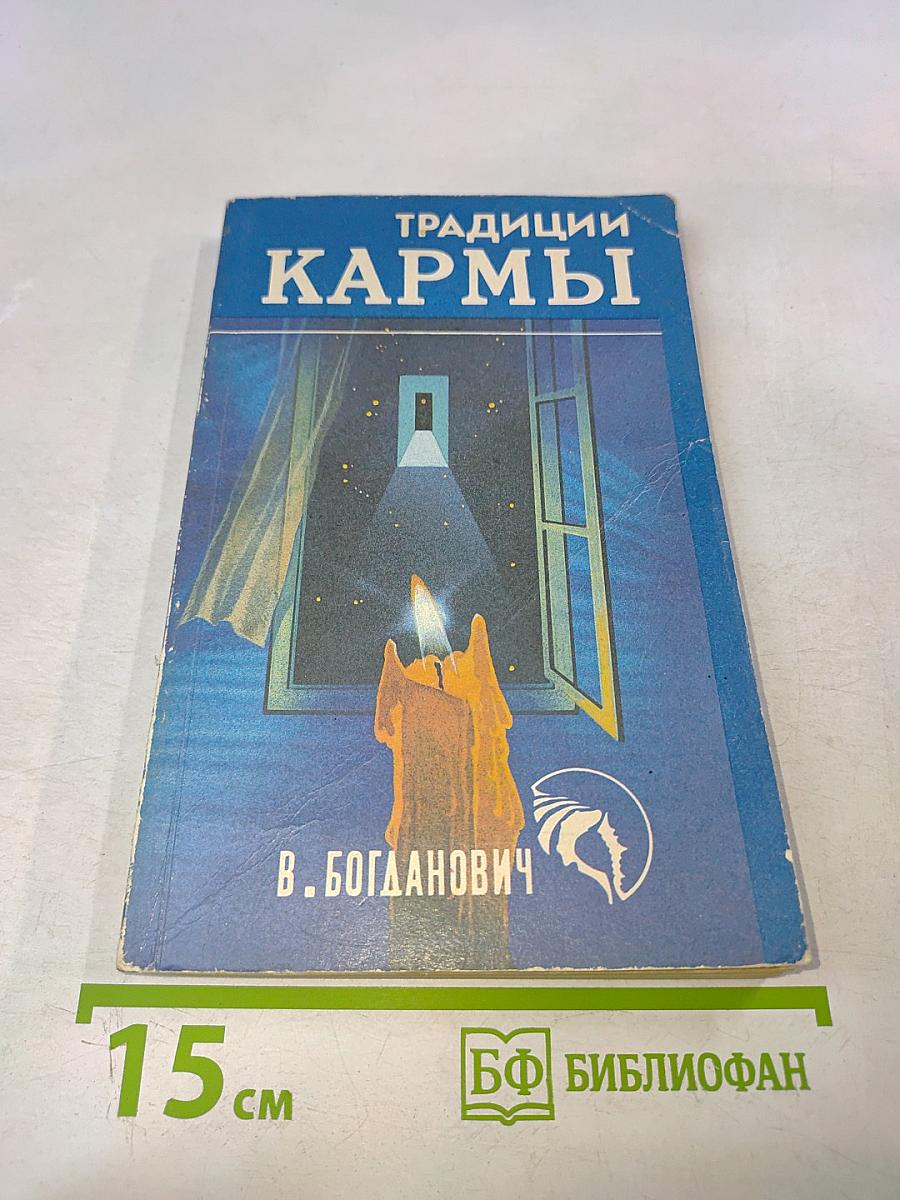 ТРАДИЦИИ
КАРМЫ
В. БОГДАНОВИЧ
15 см
БФ БИБЛИОФАН